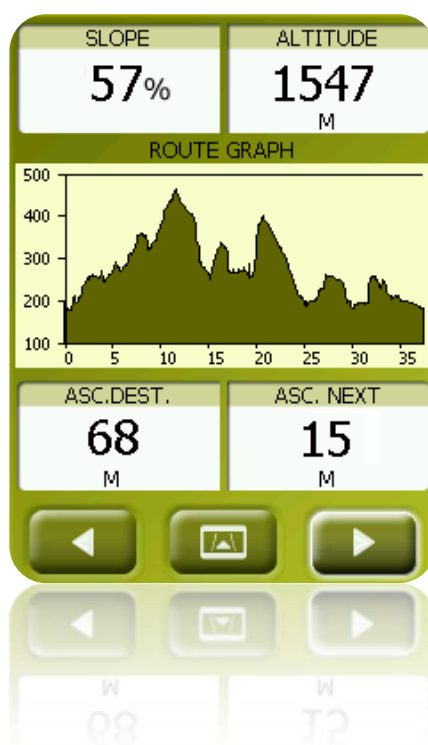 SLOPE ALTITUDE
57% 1547
M
ROUTE GRAPH
500
400
300
200
100
0 5 10 15 20 25 30 35
ASC.DEST. ASC. NEXT
68 15
M M